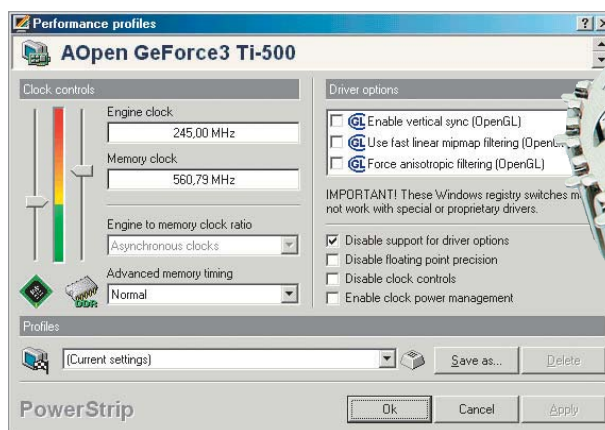 Performance profiles
AOpen GeForce3 Ti-500
Clock controls
Engine clock
245,00 MHz
Memory clock
560,79 MHz
Engine to memory clock ratio
Asynchronous clocks
Advanced memory timing
Normal
DDR
Driver options
GL Enable vertical sync (OpenGL)
GL Use fast linear mipmap filtering
GL Force anisotropic filtering (OpenGL)
IMPORTANT! These Windows registry switches
not work with special or proprietary drivers.
Disable support for driver options
Disable floating point precision
Disable clock controls
Enable clock power management
Profiles
(Current settings)
Save as...
Delete
PowerStrip
Ok
Cancel
Apply